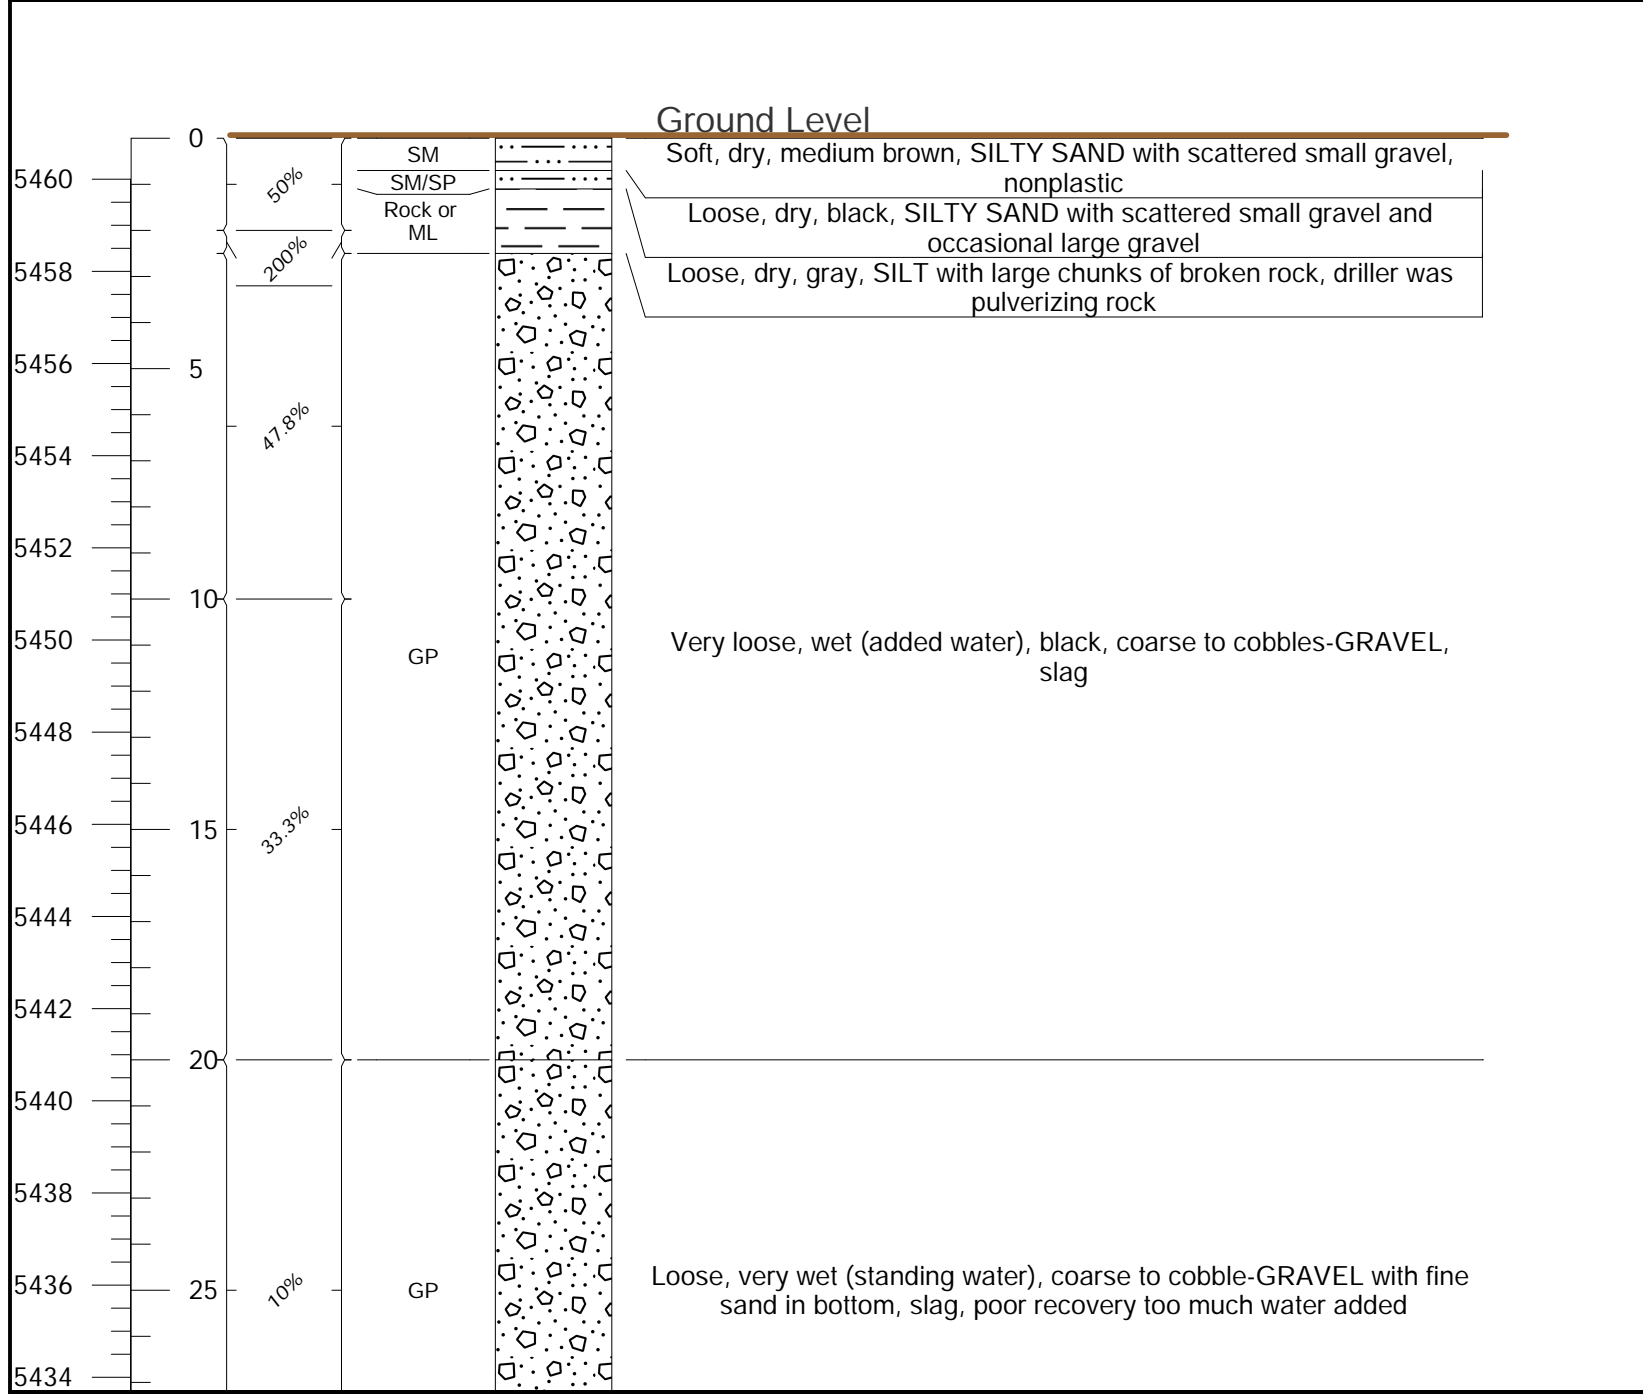 Ground Level
0
SM
Soft, dry, medium brown, SILTY SAND with scattered small gravel,
nonplastic
5460
50%
SM/SP
Rock or
ML
Loose, dry, black, SILTY SAND with scattered small gravel and
occasional large gravel
200%
5458
Loose, dry, gray, SILT with large chunks of broken rock, driller was
pulverizing rock
5456
5
47.8%
5454
5452
10
5450
GP
Very loose, wet (added water), black, coarse to cobbles-GRAVEL,
slag
5448
5446
15
33.3%
5444
5442
20
5440
5438
5436
25
10%
GP
Loose, very wet (standing water), coarse to cobble-GRAVEL with fine
sand in bottom, slag, poor recovery too much water added
5434